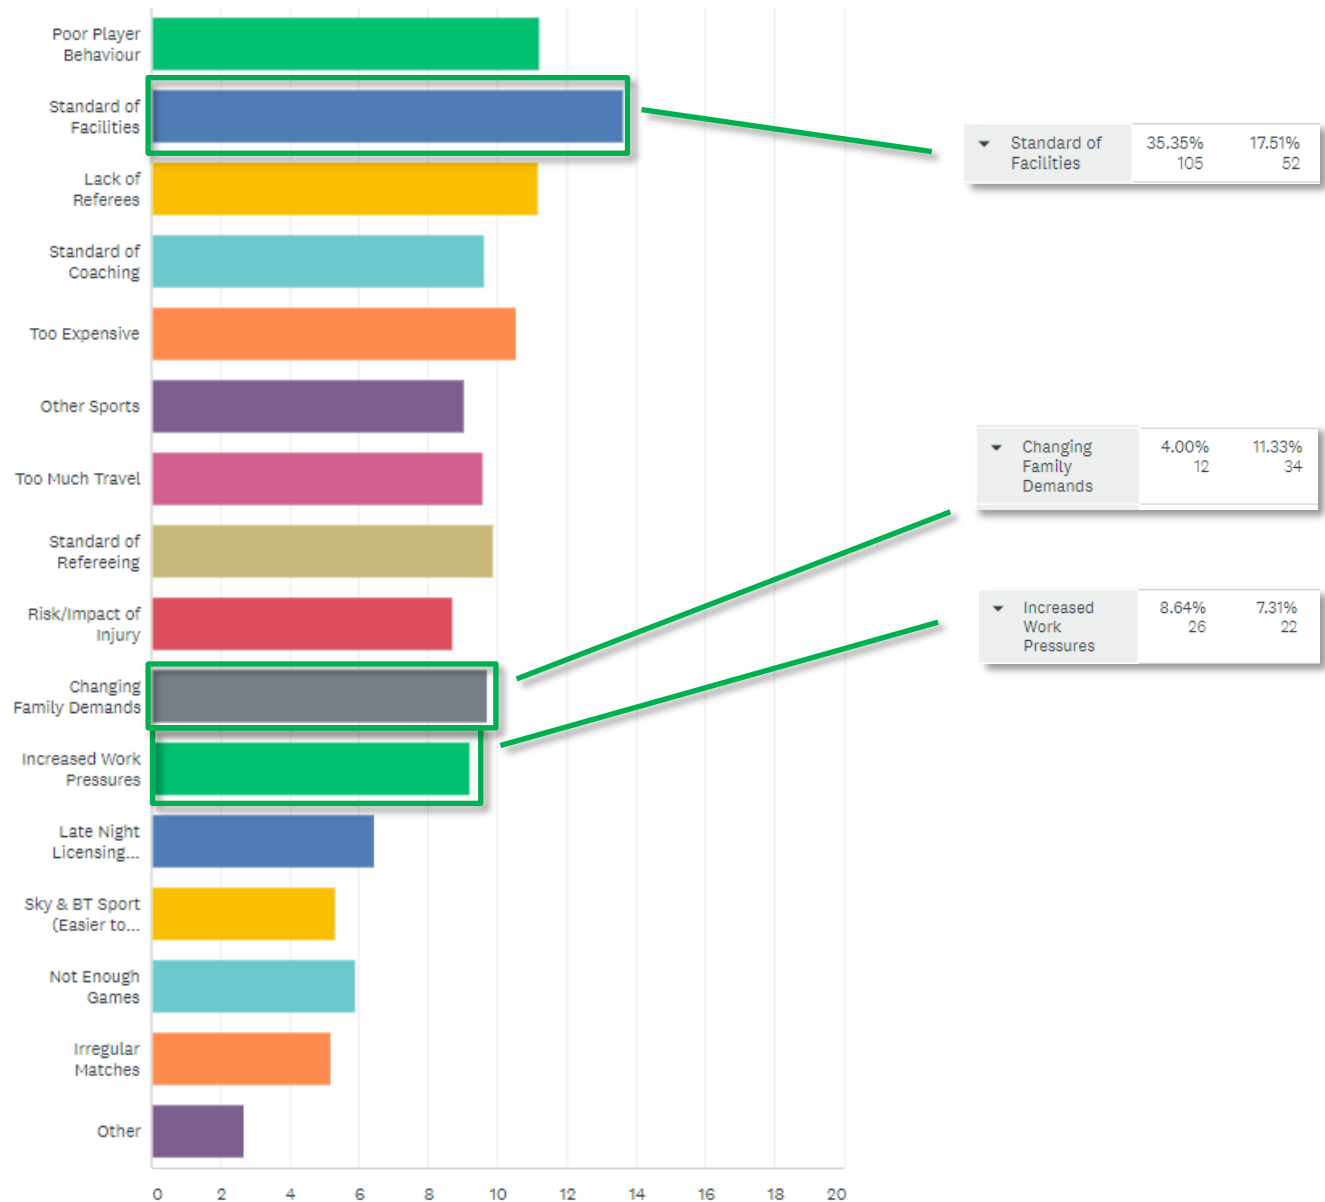 Poor Player
Behaviour
Standard of
Facilities
Lack of
Referees
Standard of
Coaching
Too Expensive
Other Sports
Too Much Travel
Standard of
Refereeing
Risk/Impact of
Injury
Changing
Family Demands
Increased Work
Pressures
Late Night
Licensing...
Sky & BT Sport
(Easier to...
Not Enough
Games
Irregular
Matches
Other
0 2 4 6 8 10 12 14 16 18 20
Standard of 35.35% 17.51%
Facilities 105 52
Changing 4.00% 11.33%
Family 12 34
Demands
Increased 8.64% 7.31%
Work 26 22
Pressures